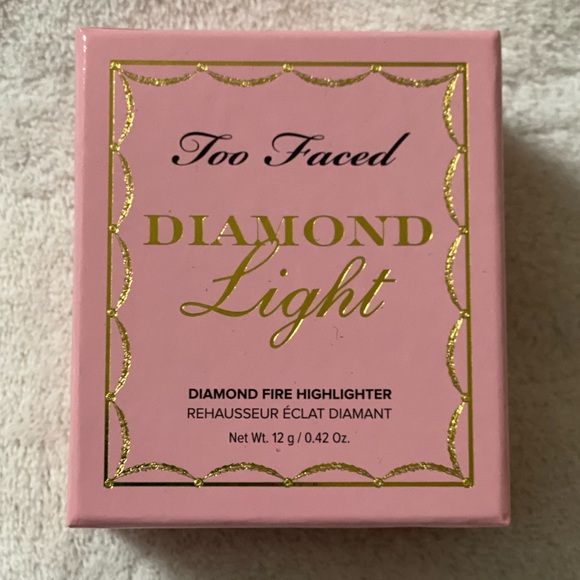 Too Faced
DIAMOND
Light
DIAMOND FIRE HIGHLIGHTER
REHAUSSEUR ÉCLAT DIAMANT
Net Wt. 12 g / 0.42 Oz.